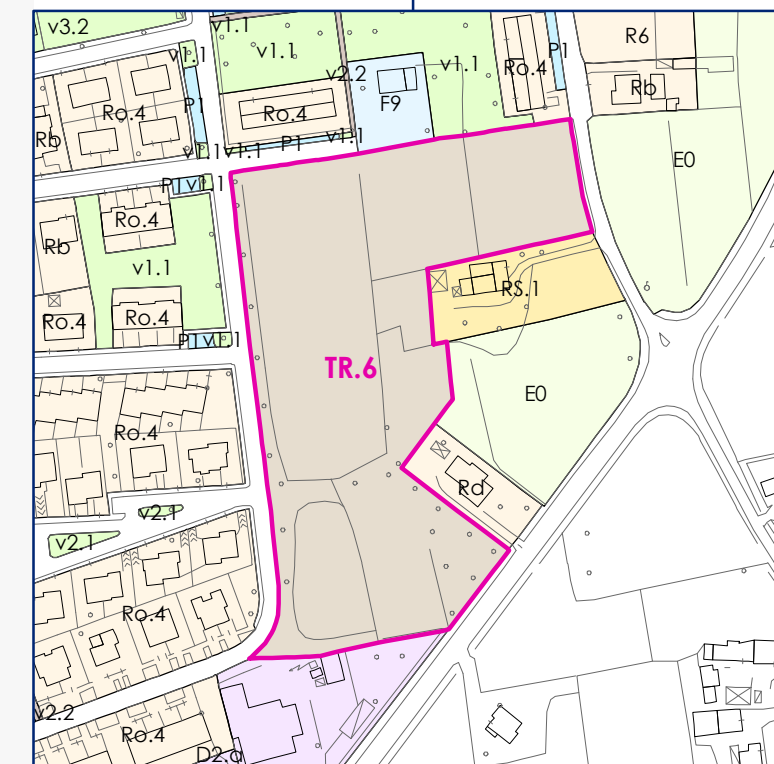 v3.2
v1.1
v1.1
v1.1
v2.2
v1.1
Ro.4
P1
R6
Ro.4
P1
F9
Rb
Ro.4
Rb
P1
v1.1
v1.1
v1.1
E0
P1
v1.1
Ro.4
Rb
v1.1
RS.1
Ro.4
Ro.4
P1
v1.1
TR.6
E0
Ro.4
Rd
v2.1
v2.1
Ro.4
v2.2
Ro.4
D2.a